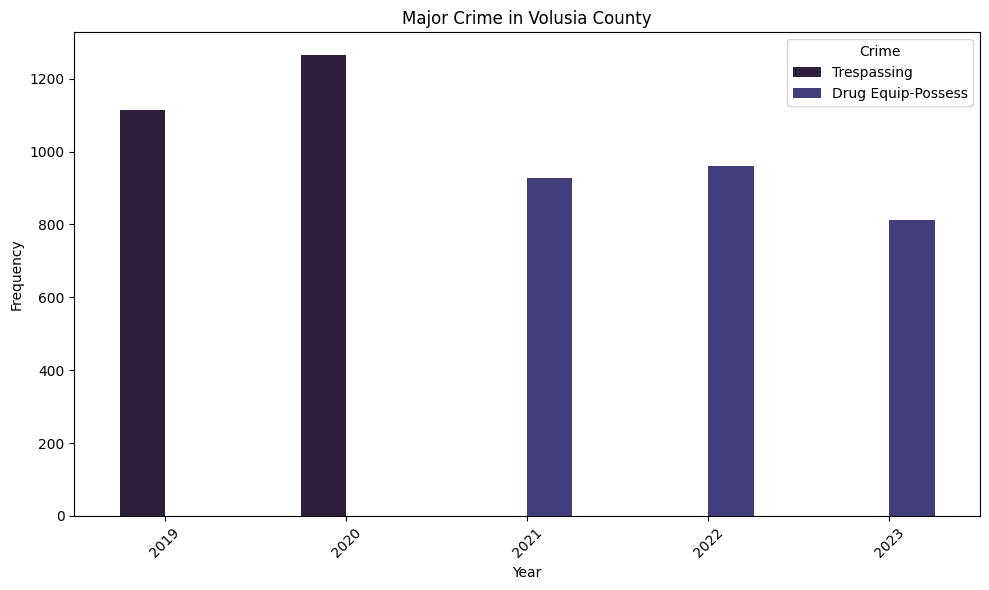 Major Crime in Volusia County
Crime
Trespassing
Drug Equip-Possess
Frequency
1200
1000
800
600
400
200
0
2019
2020
2021
2022
2023
Year